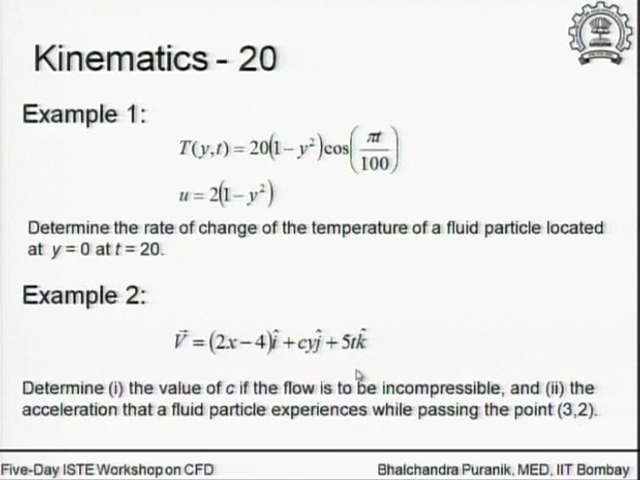 Kinematics - 20
Example 1:
T(y,t) = 20(1 − y²)cos(πt/100)
u = 2(1 − y²)
Determine the rate of change of the temperature of a fluid particle located
at y = 0 at t = 20.
Example 2:
V⃗ = (2x − 4)î + cyĵ + 5tk̂
Determine (i) the value of c if the flow is to be incompressible, and (ii) the
acceleration that a fluid particle experiences while passing the point (3,2).
Five-Day ISTE Workshop on CFD
Bhalchandra Puranik, MED, IIT Bombay